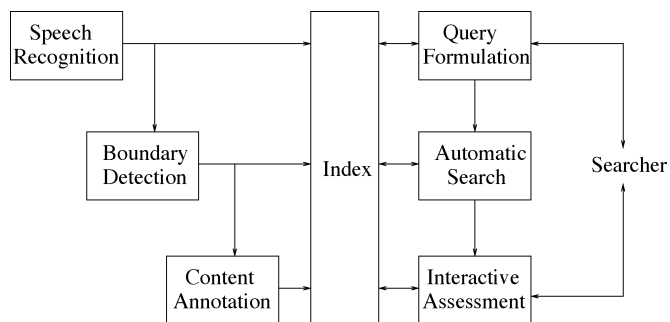 Speech
Recognition
Boundary
Detection
Content
Annotation
Index
Query
Formulation
Automatic
Search
Interactive
Assessment
Searcher